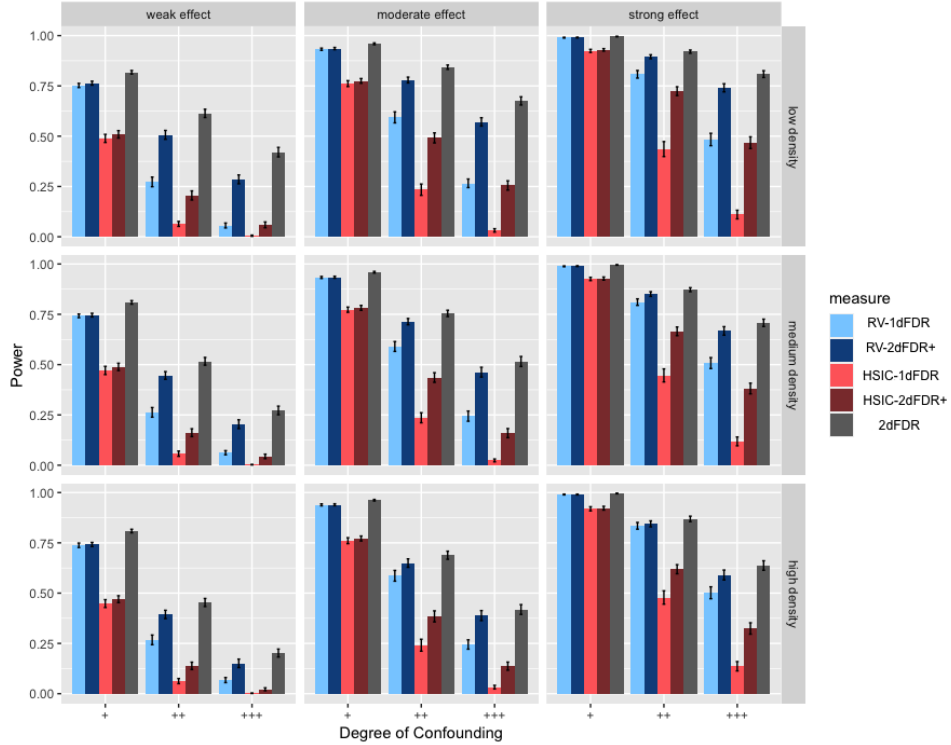 weak effect
moderate effect
strong effect
1.00
0.75
0.50
0.25
0.00
low density
1.00
0.75
0.50
0.25
0.00
medium density
1.00
0.75
0.50
0.25
0.00
high density
Power
+
++
+++
+
++
+++
+
++
+++
Degree of Confounding
measure
RV-1dFDR
RV-2dFDR+
HSIC-1dFDR
HSIC-2dFDR+
2dFDR